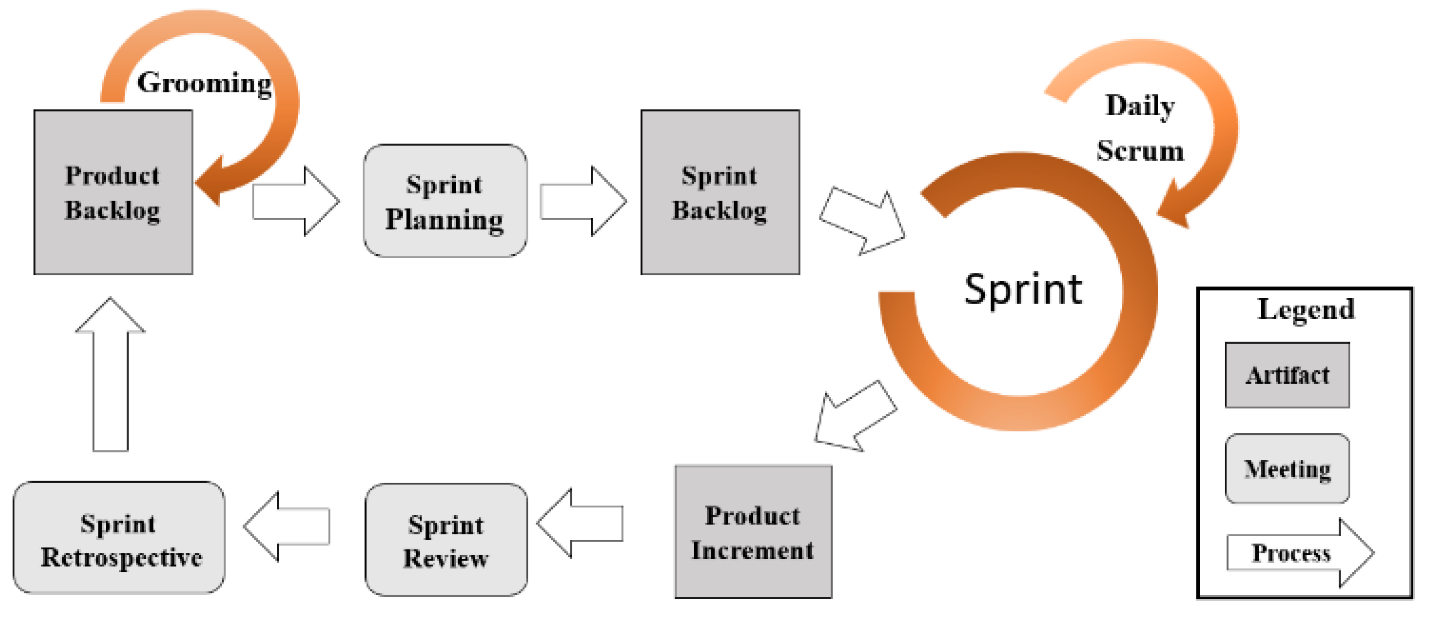 Grooming
Product
Backlog
Sprint
Planning
Sprint
Backlog
Daily
Scrum
Sprint
Legend
Artifact
Meeting
Process
Product
Increment
Sprint
Review
Sprint
Retrospective